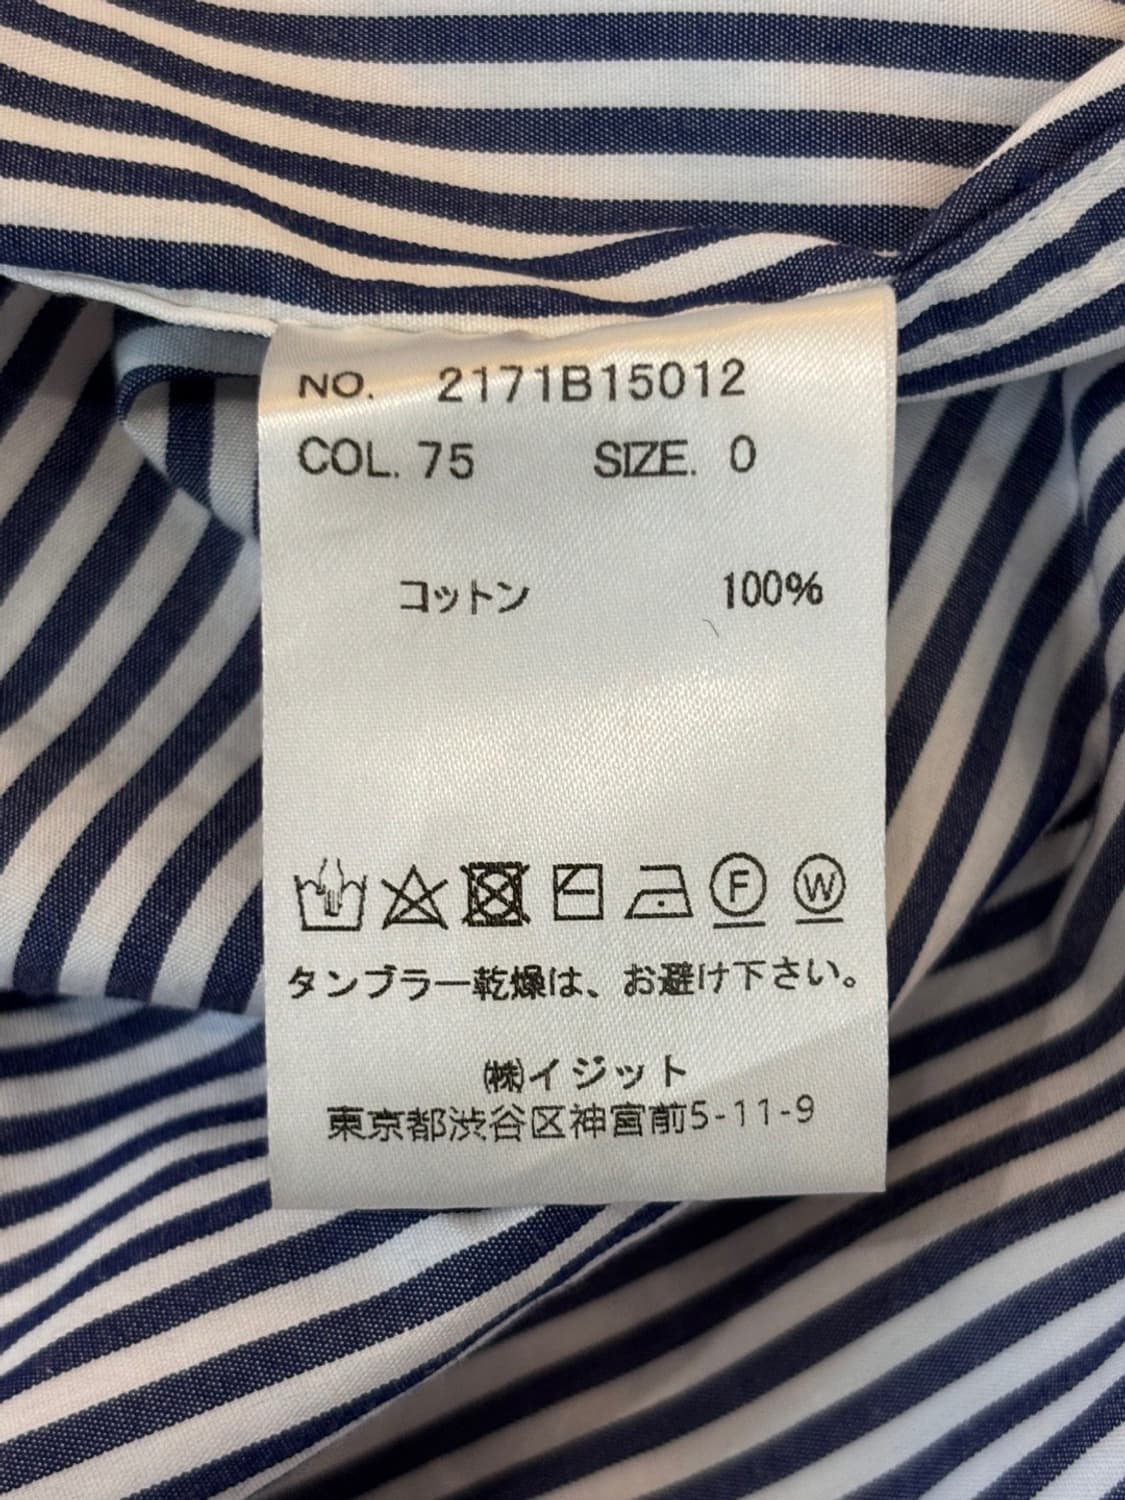 NO. 2171B15012
COL. 75 SIZE. 0
コットン 100%
F W
タンブラー乾燥は、お避け下さい。
㈱イジット
東京都渋谷区神宮前5-11-9